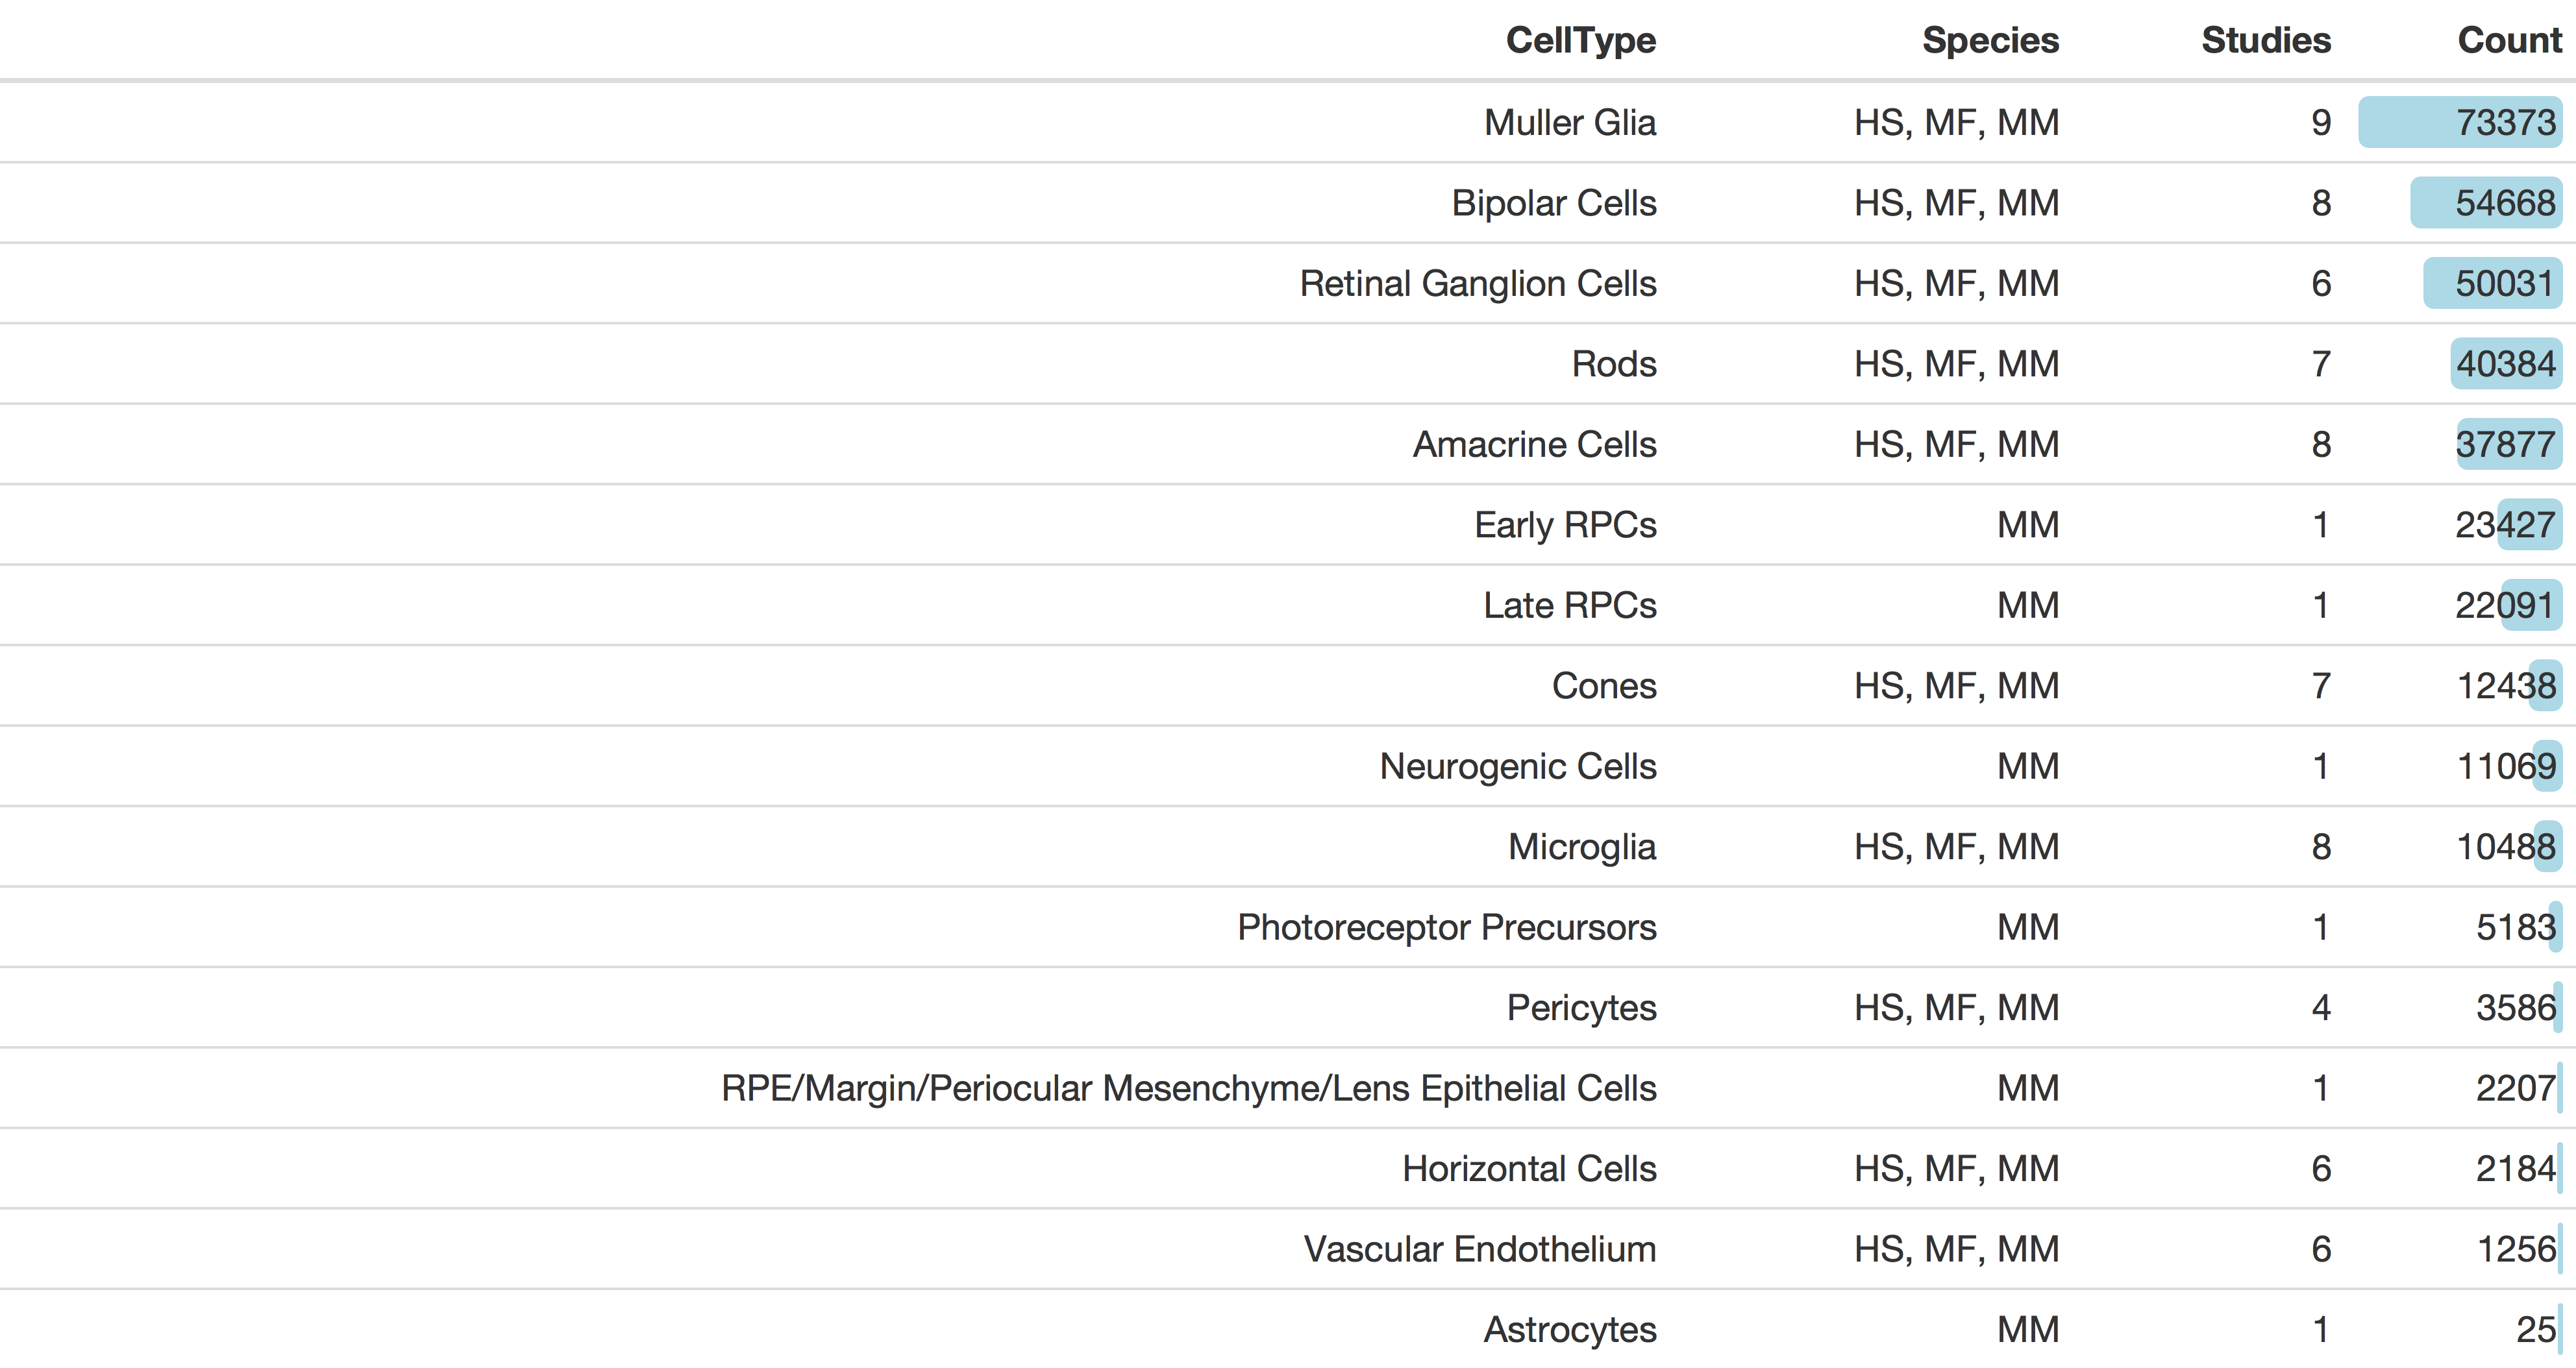 CellType Species Studies Count
Muller Glia HS, MF, MM 9 73373
Bipolar Cells HS, MF, MM 8 54668
Retinal Ganglion Cells HS, MF, MM 6 50031
Rods HS, MF, MM 7 40384
Amacrine Cells HS, MF, MM 8 37877
Early RPCs MM 1 23427
Late RPCs MM 1 22091
Cones HS, MF, MM 7 12438
Neurogenic Cells MM 1 11069
Microglia HS, MF, MM 8 10488
Photoreceptor Precursors MM 1 5183
Pericytes HS, MF, MM 4 3586
RPE/Margin/Periocular Mesenchyme/Lens Epithelial Cells MM 1 2207
Horizontal Cells HS, MF, MM 6 2184
Vascular Endothelium HS, MF, MM 6 1256
Astrocytes MM 1 25